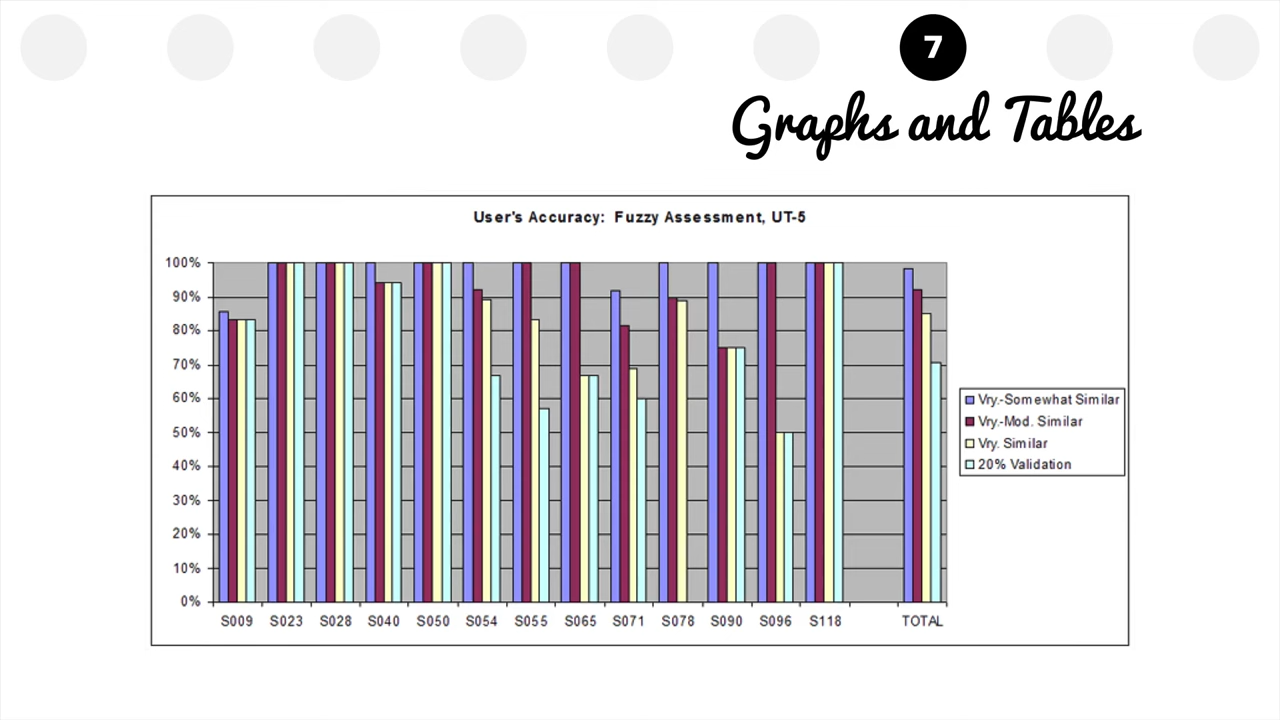 7
Graphs and Tables
User's Accuracy: Fuzzy Assessment, UT-5
100%
90%
80%
70%
60%
50%
40%
30%
20%
10%
0%
S009 S023 S028 S040 S050 S054 S055 S065 S071 S078 S090 S096 S118 TOTAL
Vry.-Somewhat Similar
Vry.-Mod. Similar
Vry. Similar
20% Validation